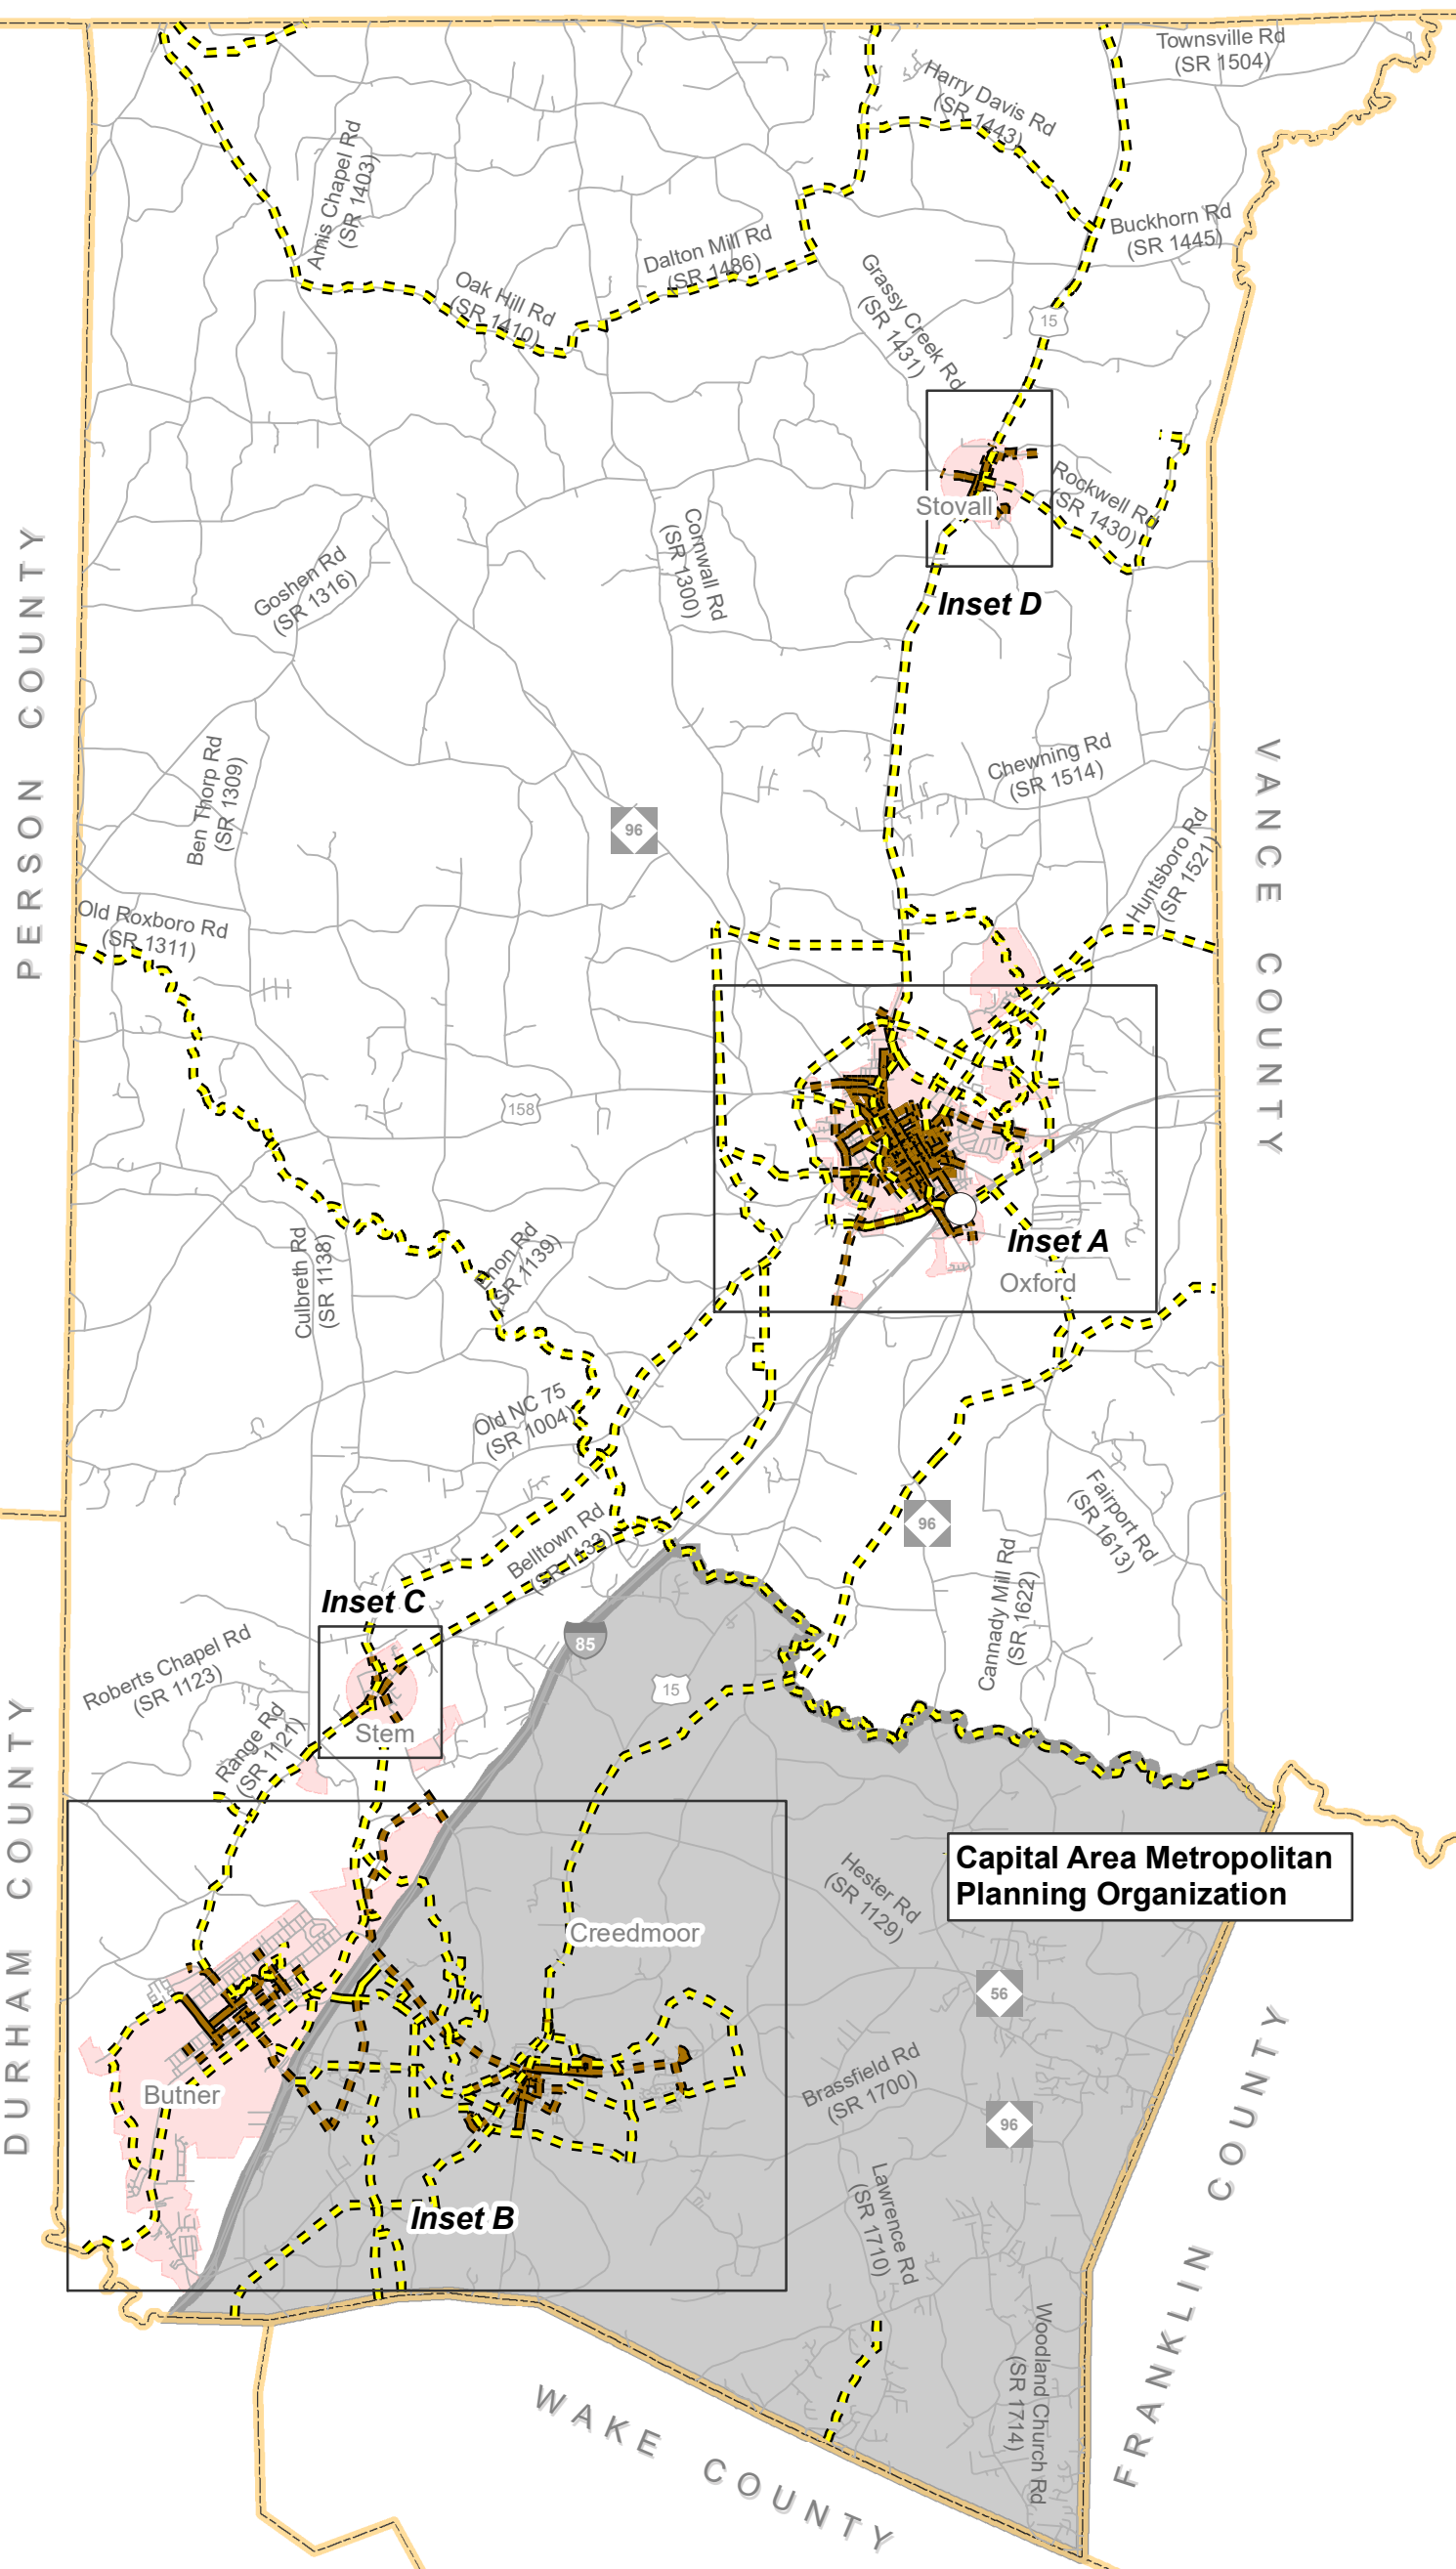 Townsville Rd
(SR 1504)
Harry Davis Rd
(SR 1443)
Amis Chapel Rd
(SR 1403)
Buckhorn Rd
(SR 1445)
Dalton Mill Rd
(SR 1486)
Oak Hill Rd
(SR 1410)
Grassy Creek Rd
(SR 1431)
15
Rockwell Rd
(SR 1430)
Stovall
Cornwall Rd
(SR 1300)
Goshen Rd
(SR 1316)
Inset D
PERSON COUNTY
Chewning Rd
(SR 1514)
Ben Thorp Rd
(SR 1309)
96
Huntsboro Rd
(SR 1521)
VANCE COUNTY
Old Roxboro Rd
(SR 1311)
158
Culbreth Rd
(SR 1138)
Enon Rd
(SR 1139)
Inset A
Oxford
Old NC 75
(SR 1004)
Fairport Rd
(SR 1613)
Belltown Rd
(SR 1133)
96
Cannady Mill Rd
(SR 1622)
Inset C
85
Roberts Chapel Rd
(SR 1123)
15
Stem
Range Rd
(SR 1121)
DURHAM COUNTY
Capital Area Metropolitan
Planning Organization
Hester Rd
(SR 1129)
Creedmoor
56
Brassfield Rd
(SR 1700)
Butner
96
Lawrence Rd
(SR 1710)
Inset B
FRANKLIN COUNTY
Woodland Church Rd
(SR 1714)
WAKE COUNTY